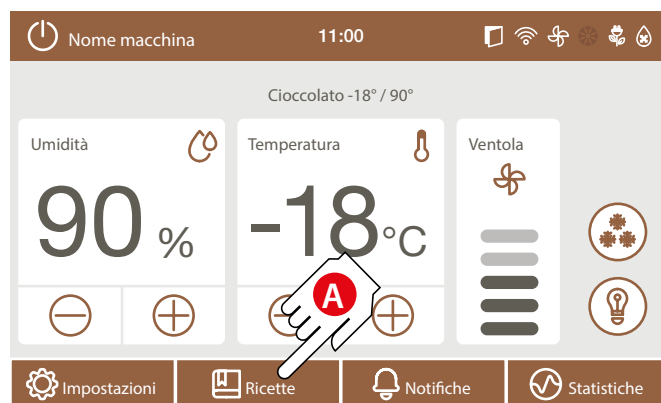 Nome macchina
11:00
Cioccolato -18° / 90°
Umidità
Temperatura
Ventola
90 %
-18°C
A
Impostazioni
Ricette
Notifiche
Statistiche